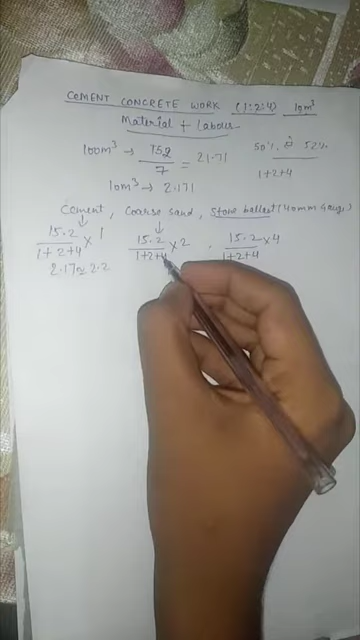 CEMENT CONCRETE WORK (1:2:4) 10m³
Material + Labour
100m³ → 152/7 = 21.71 50% to 52%
1+2+4
10m³ → 2.171
Cement, Coarse sand, Stone ballast (40mm Gauge)
15.2/1+2+4 × 1 15.2/1+2+4 × 2 15.2/1+2+4 × 4
2.17 ≈ 2.2